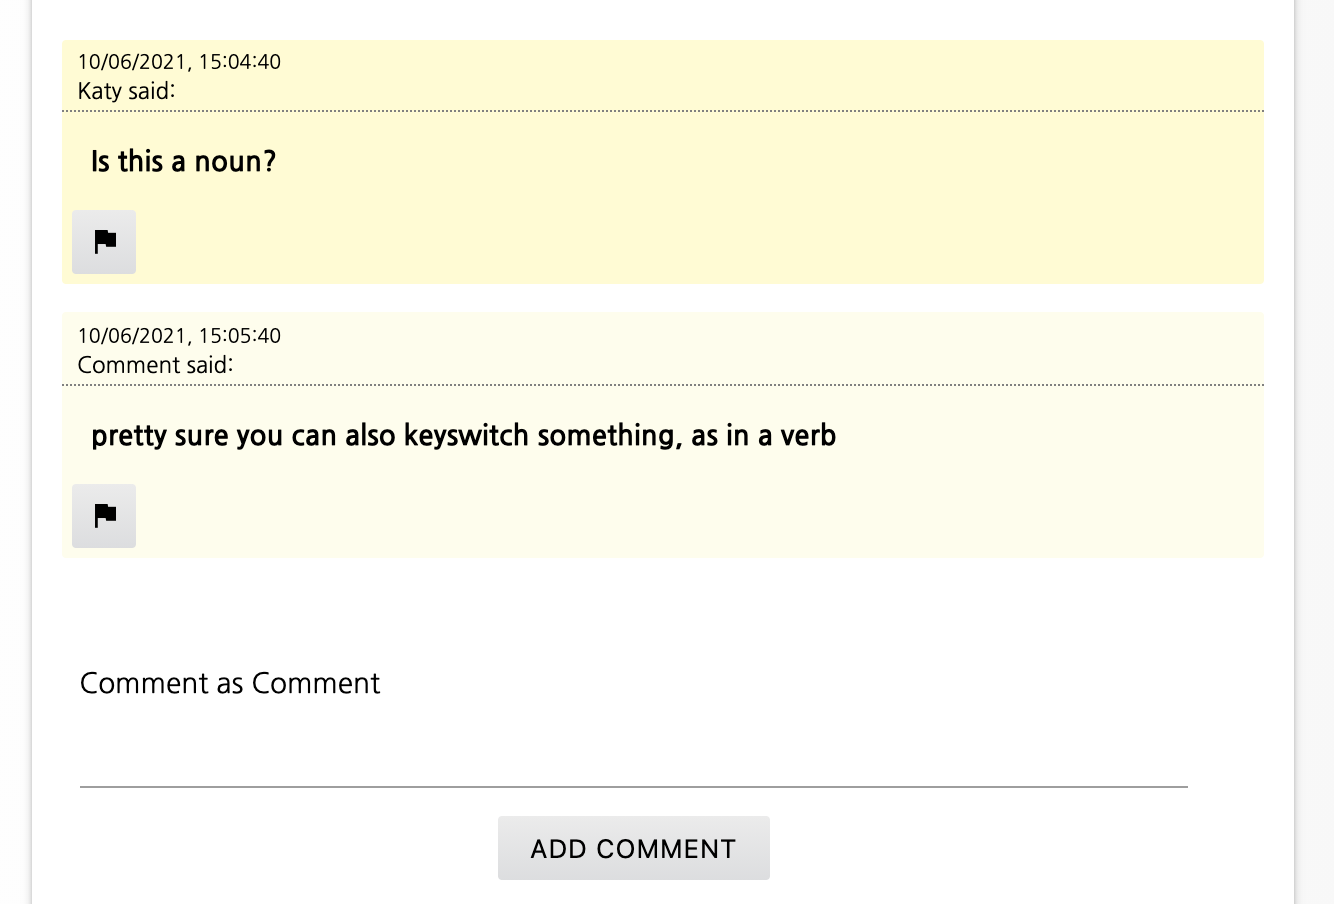 10/06/2021, 15:04:40
Katy said:
Is this a noun?
10/06/2021, 15:05:40
Comment said:
pretty sure you can also keyswitch something, as in a verb
Comment as Comment
ADD COMMENT